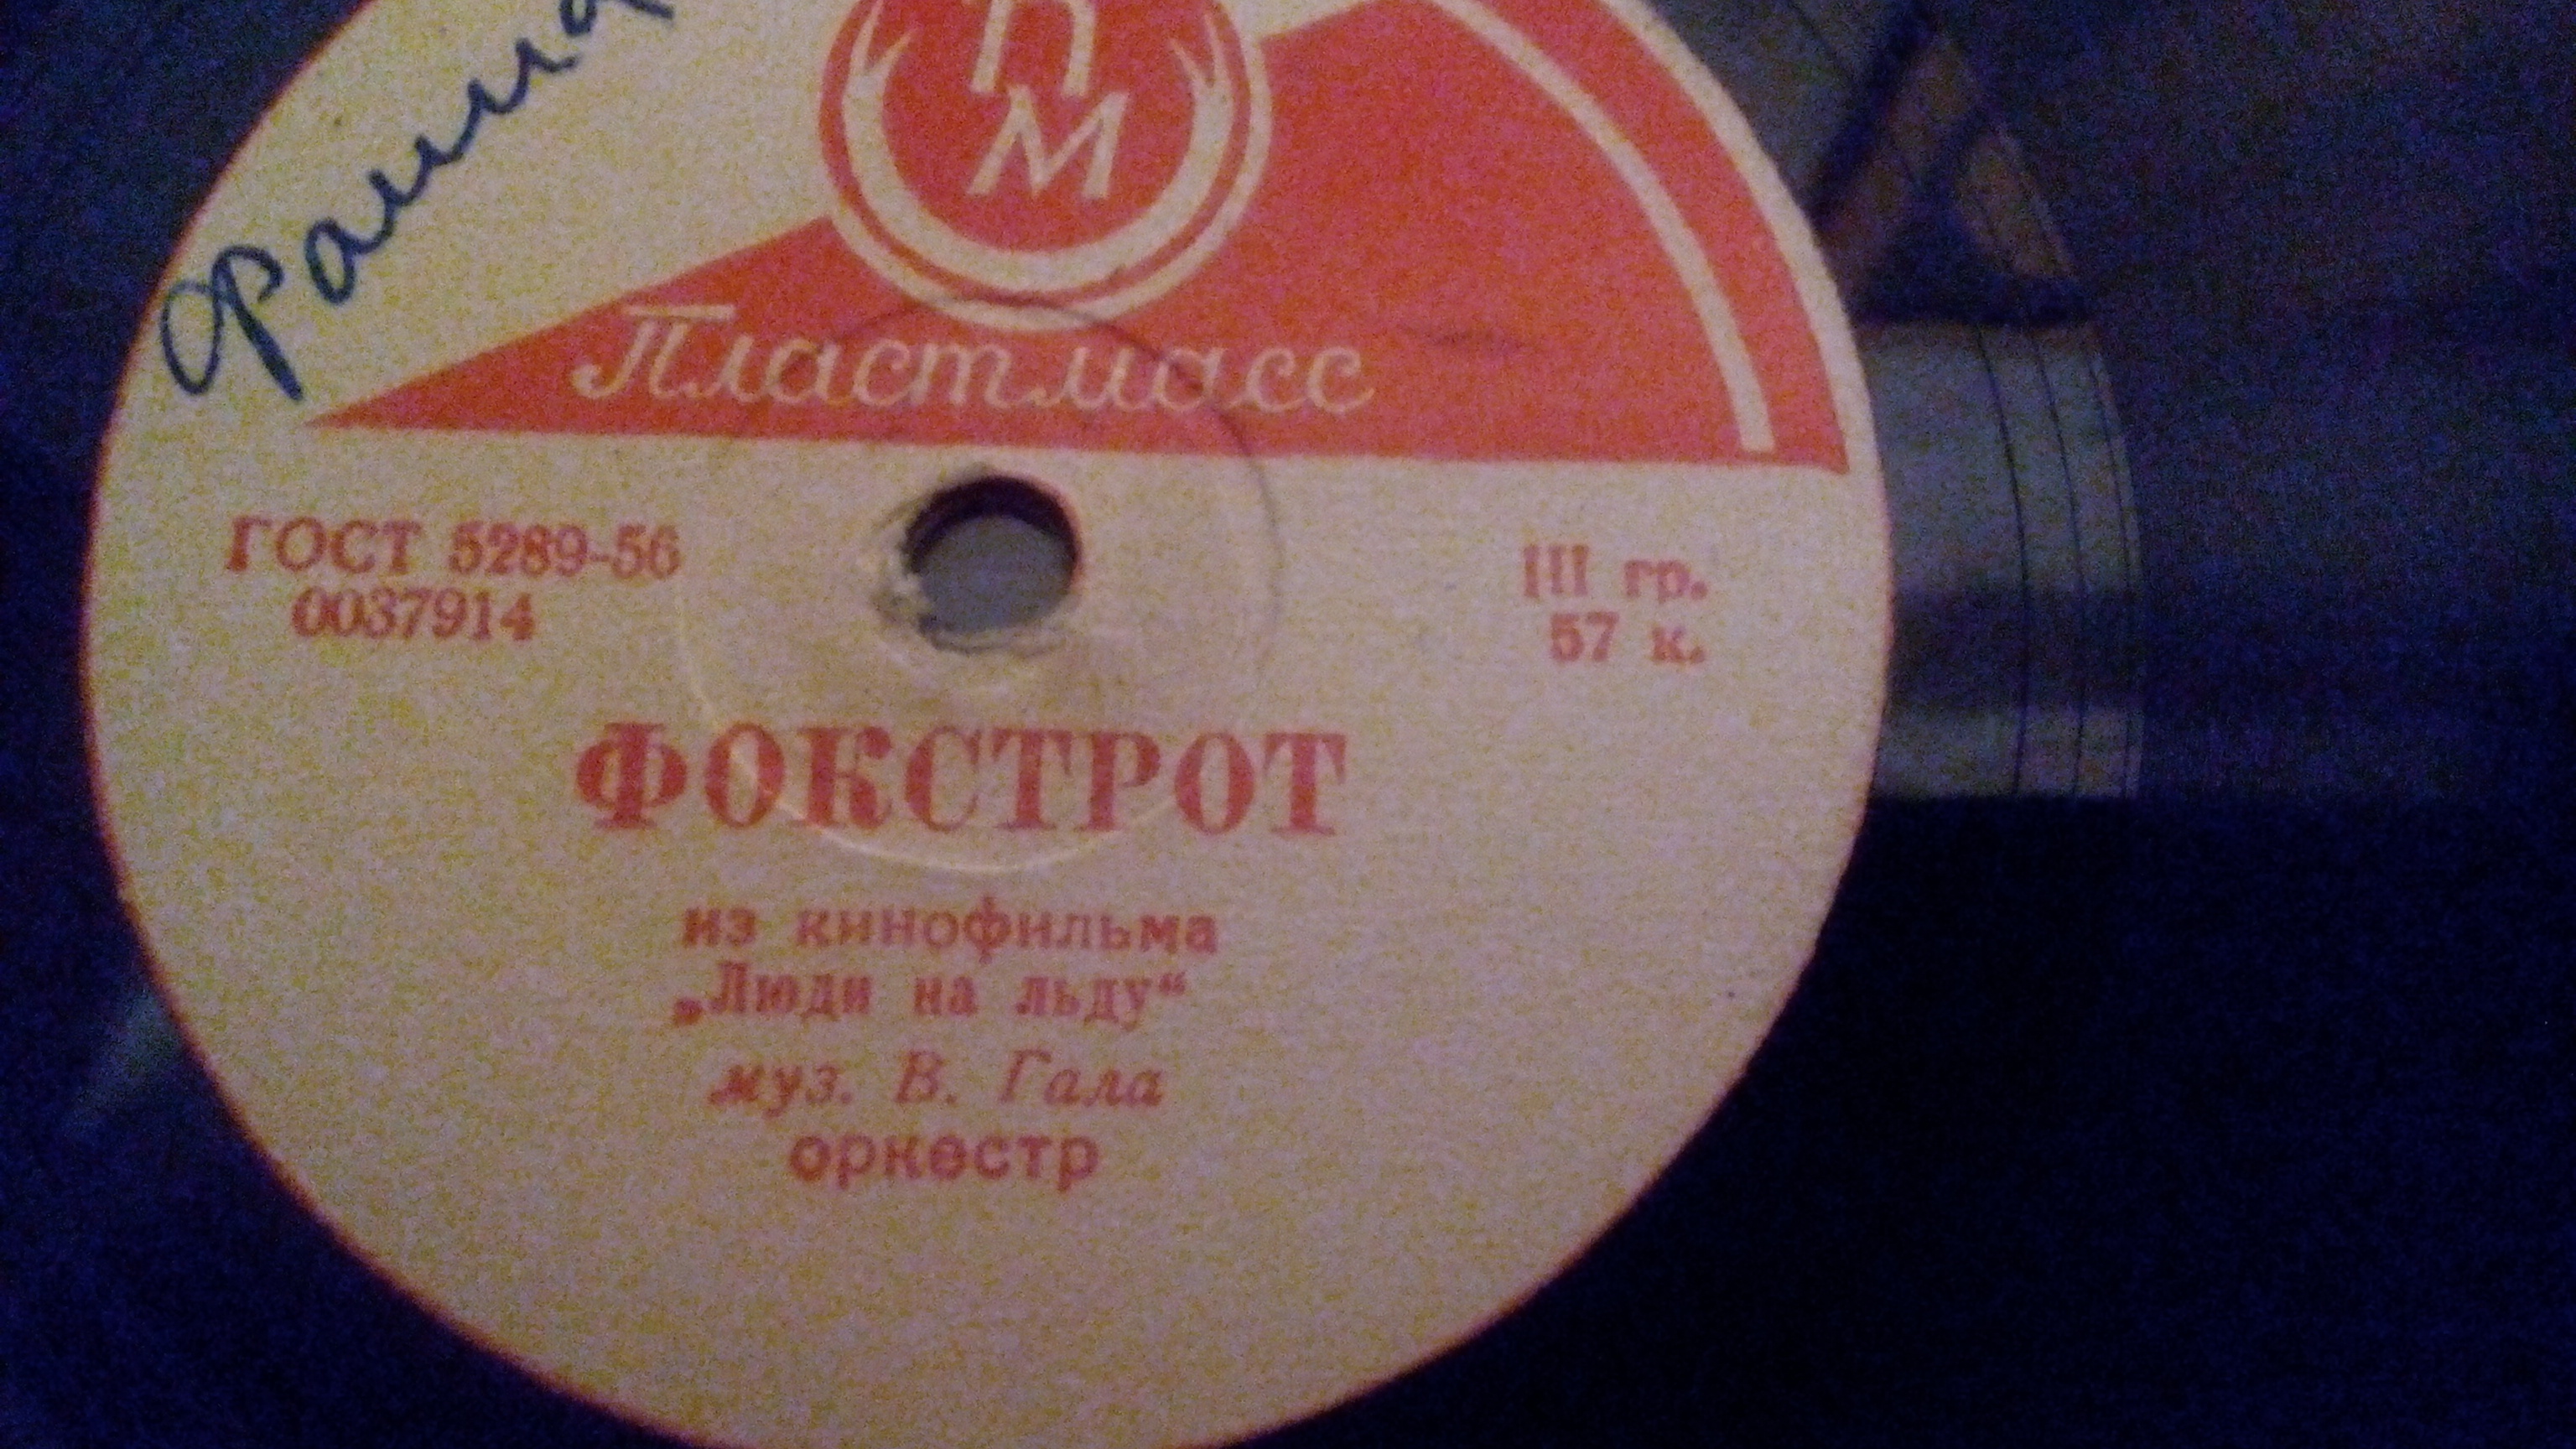 ПМ
Пластмасс
ГОСТ 5289-56
0037914
III гр.
57 к.
ФОКСТРОТ
из кинофильма
„Люди на льду“
муз. В. Гала
оркестр